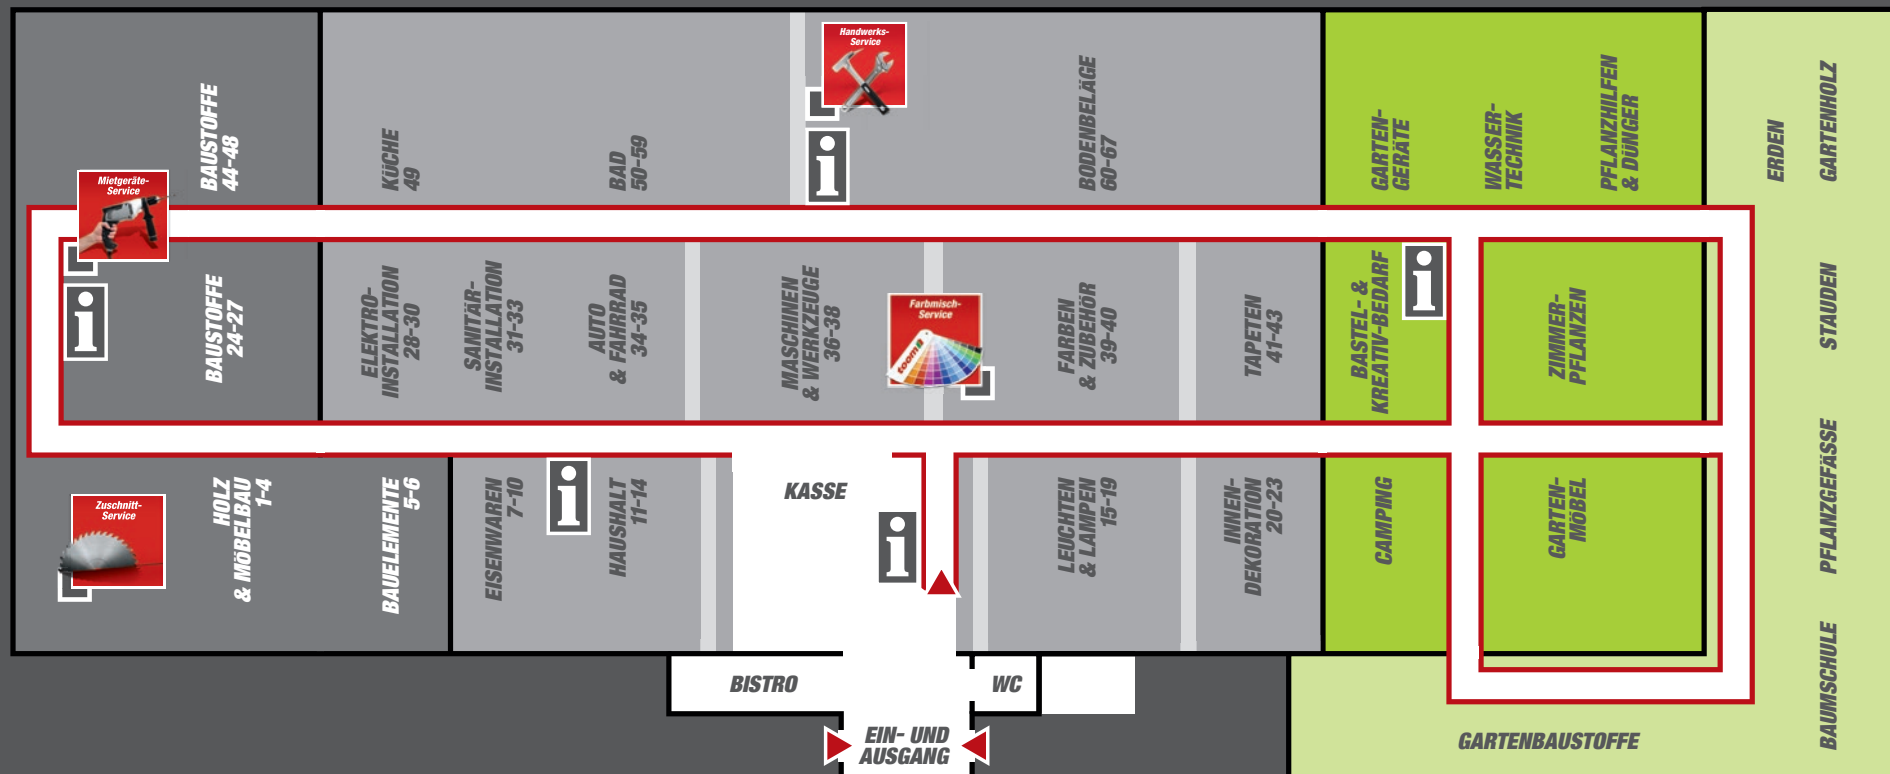 Handwerks-
Service
BAUSTOFFE
44-48
KÜCHE
49
BAD
50-59
BODENBELÄGE
60-67
GARTEN-
GERÄTE
WASSER-
TECHNIK
PFLANZHILFEN
& DÜNGER
ERDEN
GARTENHOLZ
Mietgeräte-
Service
BAUSTOFFE
24-27
ELEKTRO-
INSTALLATION
28-30
SANITÄR-
INSTALLATION
31-33
AUTO
& FAHRRAD
34-35
MASCHINEN
& WERKZEUGE
36-38
Farbmisch-
Service
toom
FARBEN
& ZUBEHÖR
39-40
TAPETEN
41-43
BASTEL- &
KREATIV-BEDARF
ZIMMER-
PFLANZEN
STAUDEN
Zuschnitt-
Service
HOLZ
& MÖBELBAU
1-4
BAUELEMENTE
5-6
EISENWAREN
7-10
HAUSHALT
11-14
KASSE
LEUCHTEN
& LAMPEN
15-19
INNEN-
DEKORATION
20-23
CAMPING
GARTEN-
MÖBEL
PFLANZGEFÄSSE
BAUMSCHULE
BISTRO
WC
EIN- UND
AUSGANG
GARTENBAUSTOFFE